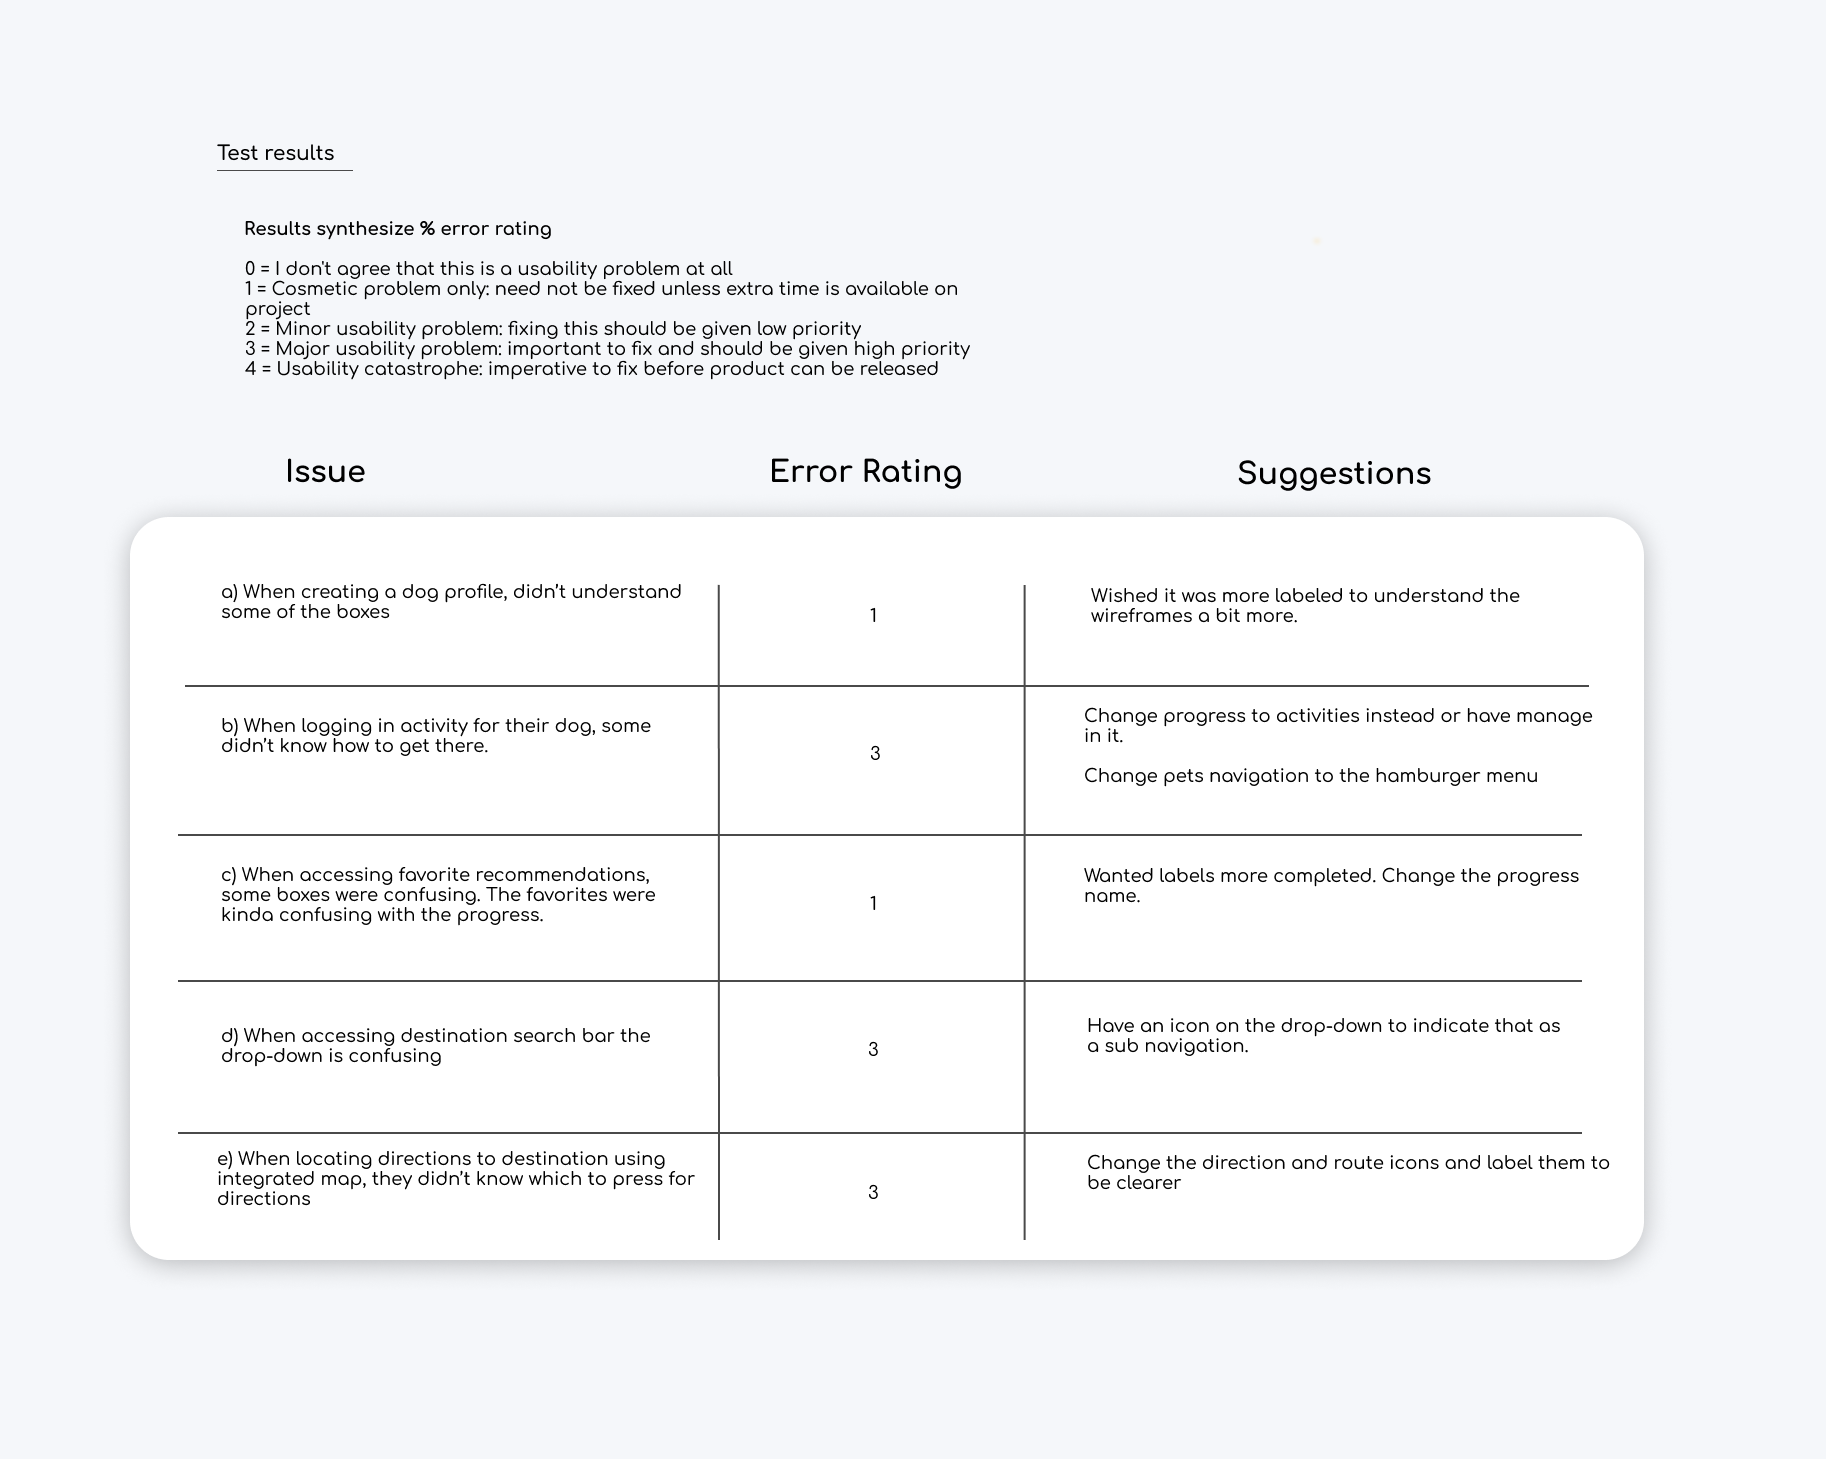 Test results
Results synthesize % error rating
0 = I don't agree that this is a usability problem at all
1 = Cosmetic problem only: need not be fixed unless extra time is available on
project
2 = Minor usability problem: fixing this should be given low priority
3 = Major usability problem: important to fix and should be given high priority
4 = Usability catastrophe: imperative to fix before product can be released
Issue
Error Rating
Suggestions
a) When creating a dog profile, didn’t understand
some of the boxes
1
Wished it was more labeled to understand the
wireframes a bit more.
b) When logging in activity for their dog, some
didn’t know how to get there.
3
Change progress to activities instead or have manage
in it.
Change pets navigation to the hamburger menu
c) When accessing favorite recommendations,
some boxes were confusing. The favorites were
kinda confusing with the progress.
1
Wanted labels more completed. Change the progress
name.
d) When accessing destination search bar the
drop-down is confusing
3
Have an icon on the drop-down to indicate that as
a sub navigation.
e) When locating directions to destination using
integrated map, they didn’t know which to press for
directions
3
Change the direction and route icons and label them to
be clearer